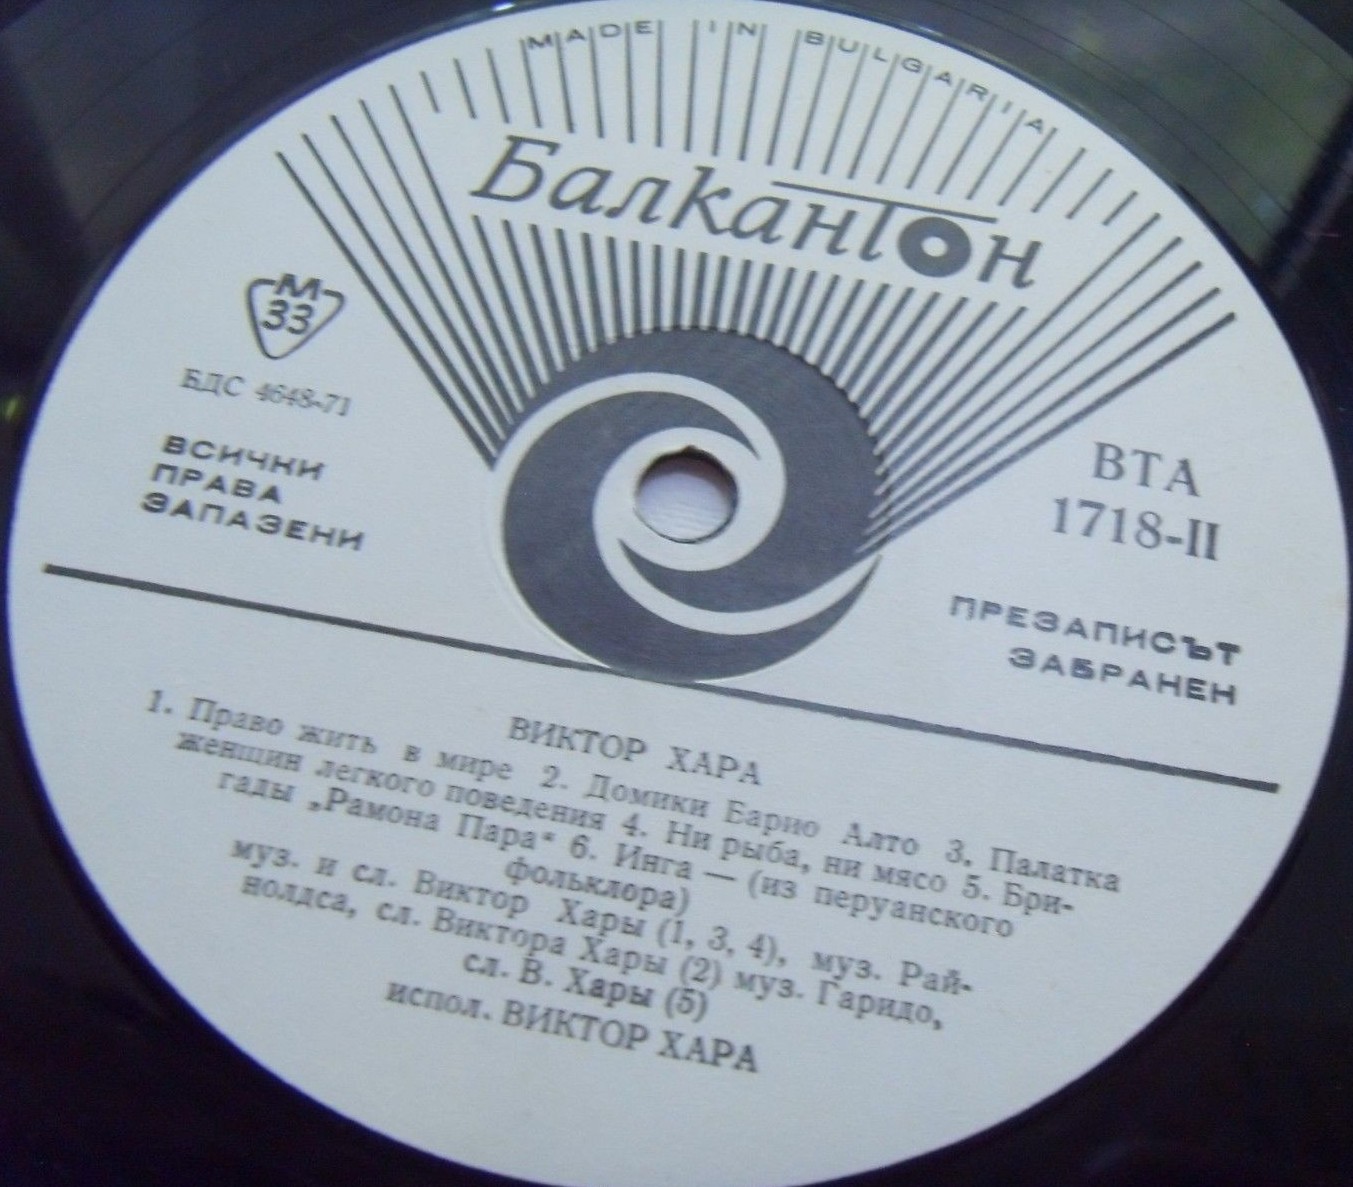 MADE IN BULGARIA
Балкантон
М
33
БДС 4648-71
ВСИЧКИ
ПРАВА
ЗАПАЗЕНИ
ВТА
1718-II
ПРЕЗАПИСЪТ
ЗАБРАНЕН
ВИКТОР ХАРА
1. Право жить в мире 2. Домики Барио Алто 3. Палатка
женщин легкого поведения 4. Ни рыба, ни мясо 5. Бри-
гады „Рамона Пара“ 6. Инга — (из перуанского
фольклора)
муз. и сл. Виктор Хары (1, 3, 4), муз. Рай-
нолдса, сл. Виктора Хары (2) муз. Гаридо,
сл. В. Хары (5)
испол. ВИКТОР ХАРА